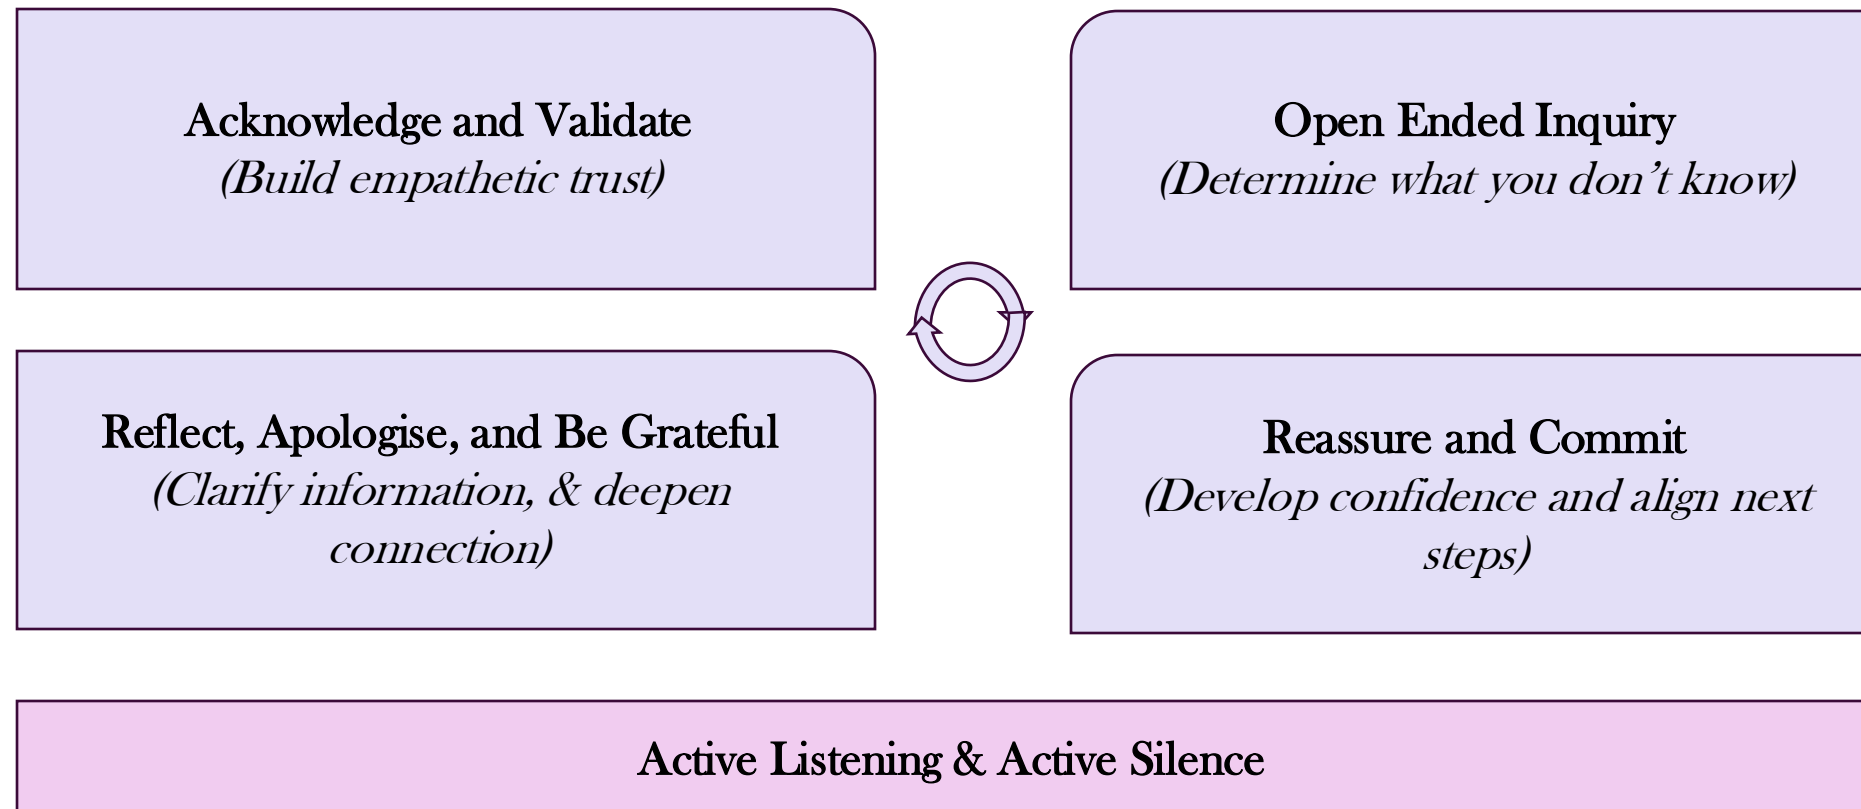 Acknowledge and Validate
(Build empathetic trust)
Open Ended Inquiry
(Determine what you don’t know)
Reflect, Apologise, and Be Grateful
(Clarify information, & deepen
connection)
Reassure and Commit
(Develop confidence and align next
steps)
Active Listening & Active Silence